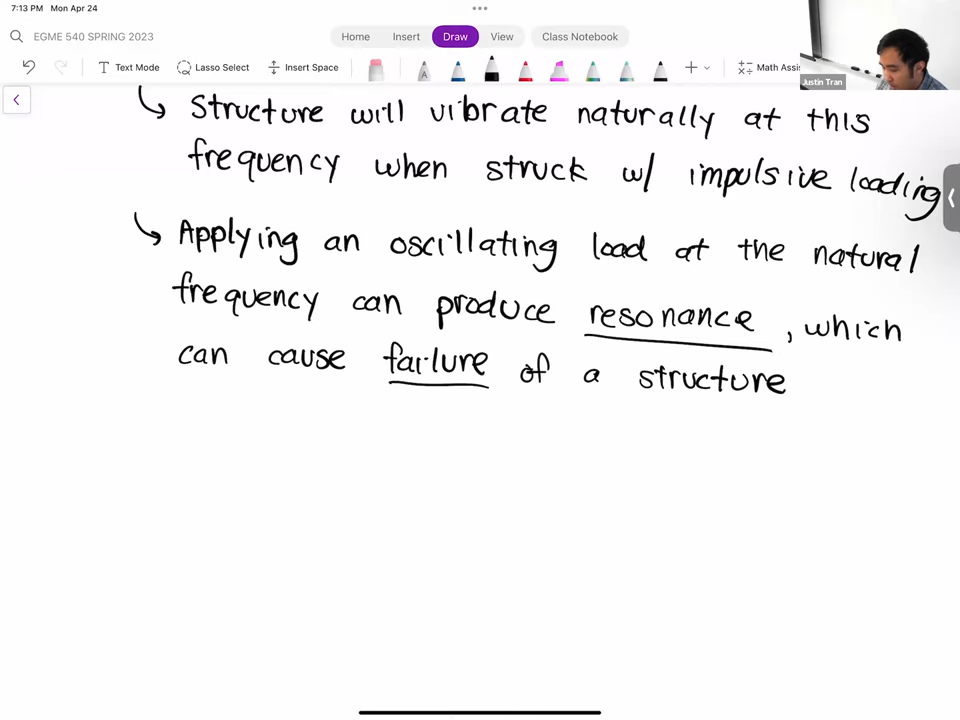 7:13 PM Mon Apr 24
EGME 540 SPRING 2023
Home Insert Draw View Class Notebook
Text Mode Lasso Select Insert Space Math Assis
Justin Tran
↳ Structure will vibrate naturally at this
frequency when struck w/ impulsive loading
↳ Applying an oscillating load at the natural
frequency can produce resonance, which
can cause failure of a structure